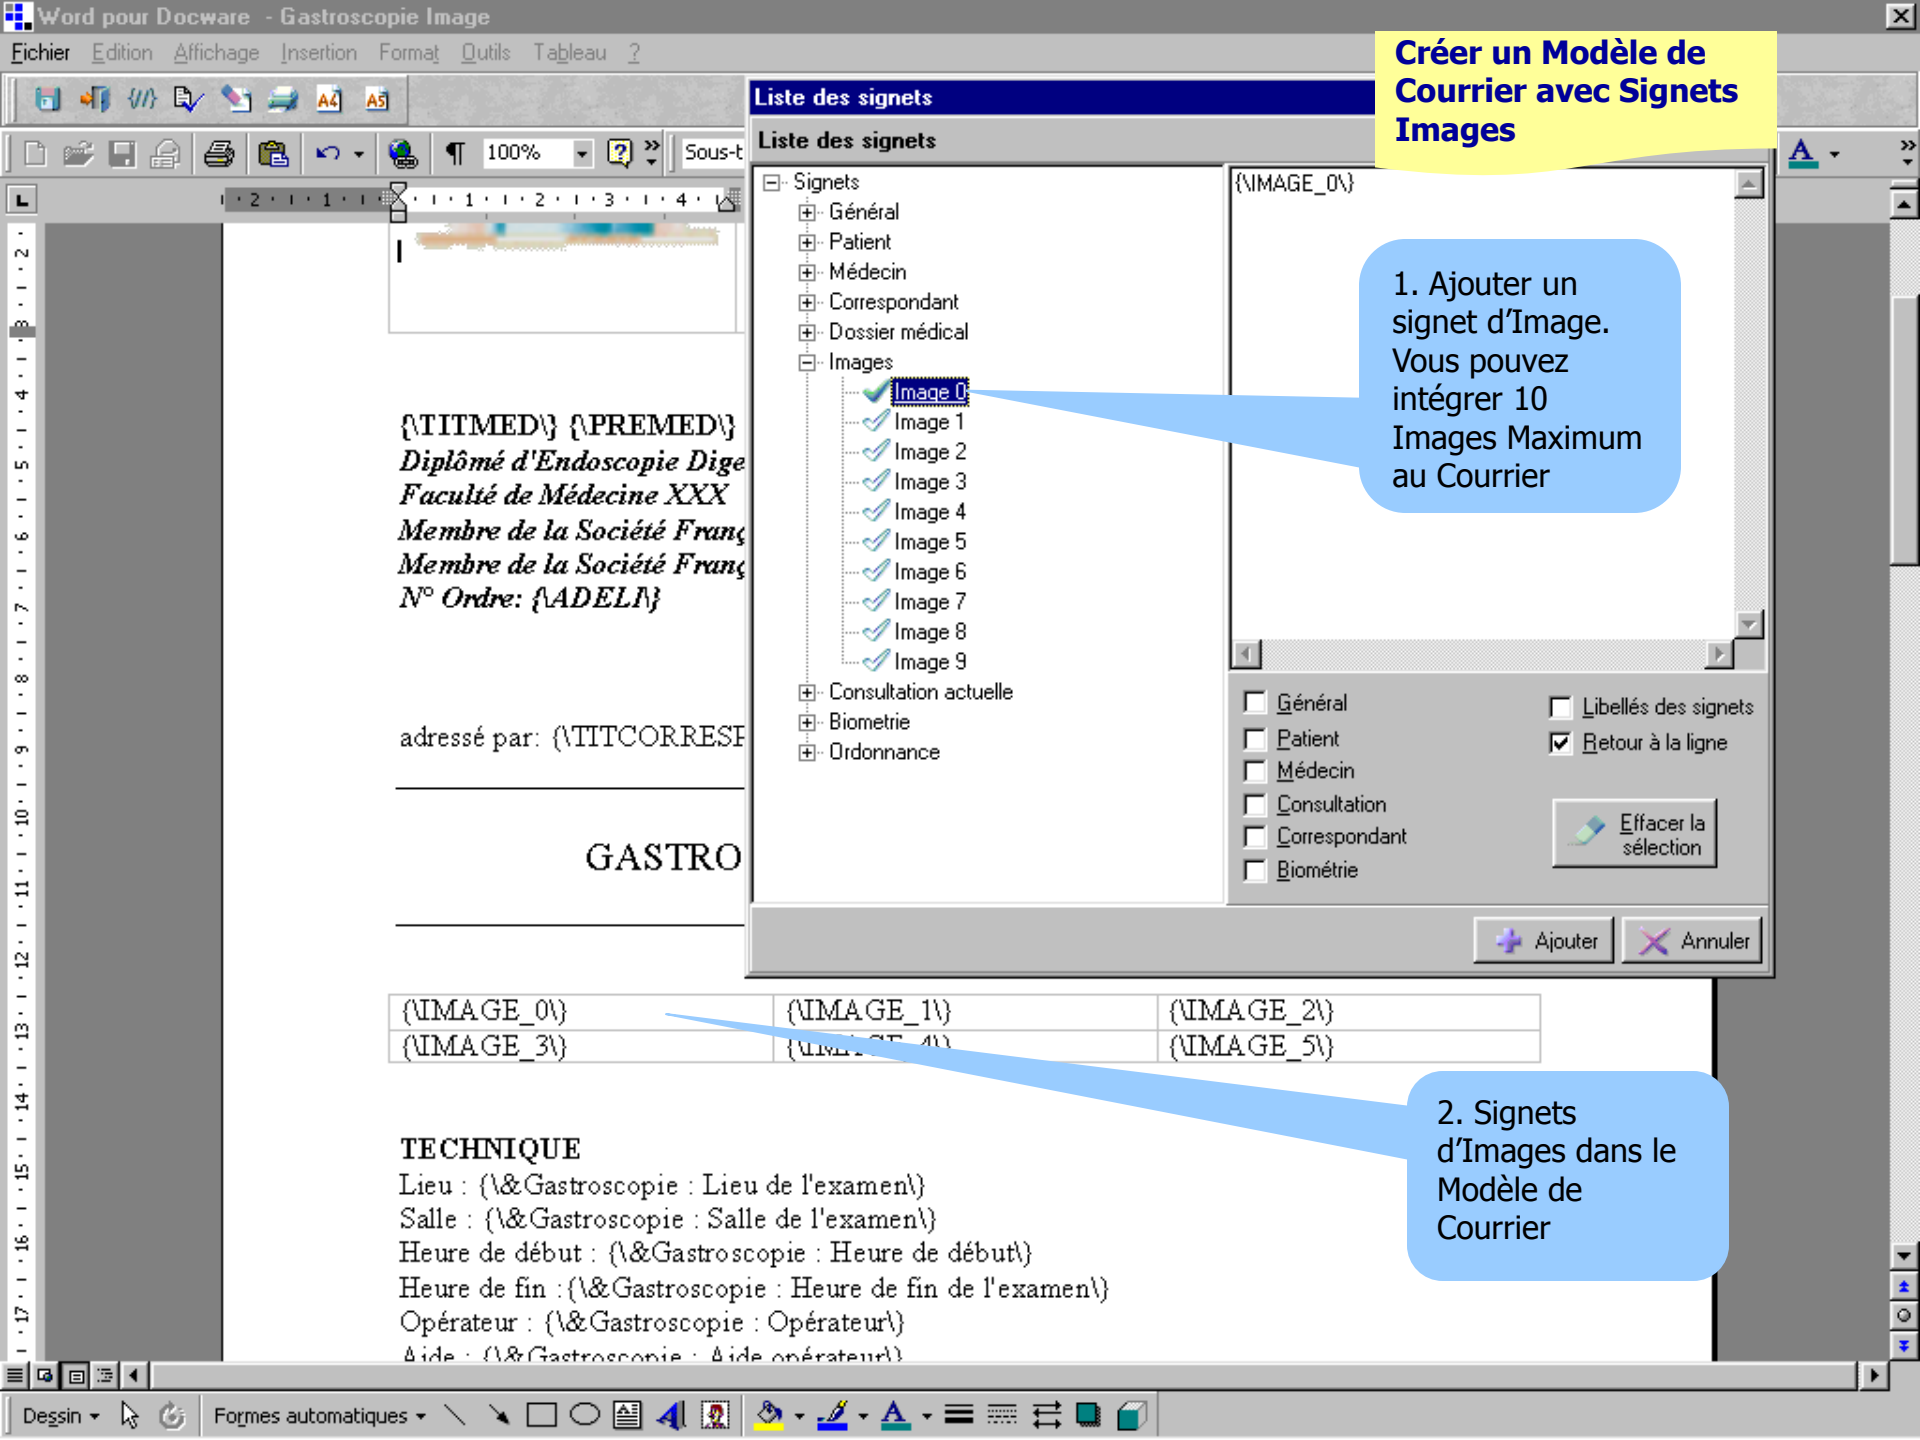 Word pour Docware - Gastroscopie Image
Fichier Edition Affichage Insertion Format Outils Tableau ?
Créer un Modèle de
Courrier avec Signets
Images
A4 A5
100%
Sous-t
Liste des signets
Liste des signets
Signets
Général
Patient
Médecin
Correspondant
Dossier médical
Images
Image 0
Image 1
Image 2
Image 3
Image 4
Image 5
Image 6
Image 7
Image 8
Image 9
Consultation actuelle
Biometrie
Ordonnance
{\IMAGE_0\}
1. Ajouter un
signet d’Image.
Vous pouvez
intégrer 10
Images Maximum
au Courrier
Général
Patient
Médecin
Consultation
Correspondant
Biométrie
Libellés des signets
Retour à la ligne
Effacer la
sélection
Ajouter
Annuler
{\TITMED\} {\PREMED\}
Diplômé d'Endoscopie Dige
Faculté de Médecine XXX
Membre de la Société Franç
Membre de la Société Franç
N° Ordre: {\ADELI\}
adressé par: {\TITCORRESP
GASTRO
{\IMAGE_0\} {\IMAGE_1\} {\IMAGE_2\}
{\IMAGE_3\} {\IMAGE_4\} {\IMAGE_5\}
2. Signets
d’Images dans le
Modèle de
Courrier
TECHNIQUE
Lieu : {\&Gastroscopie : Lieu de l'examen\}
Salle : {\&Gastroscopie : Salle de l'examen\}
Heure de début : {\&Gastroscopie : Heure de début\}
Heure de fin :{\&Gastroscopie : Heure de fin de l'examen\}
Opérateur : {\&Gastroscopie : Opérateur\}
Aide : {\&Gastroscopie : Aide opérateur\}
Dessin Formes automatiques